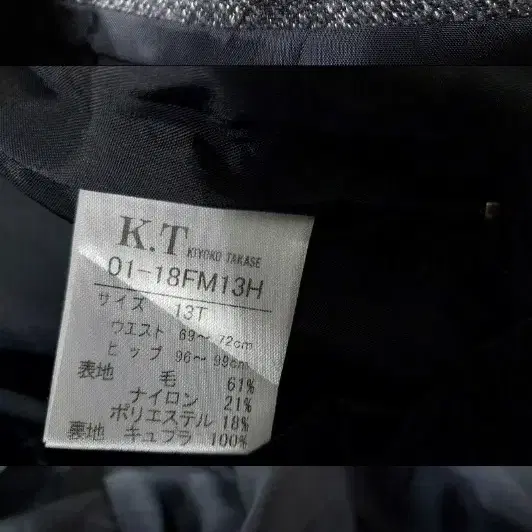 K.T KIYOKO TAKASE
01-18FM13H
サイズ 13T
ウエスト 69〜 72cm
ヒップ 96〜 99cm
表地 毛 61%
ナイロン 21%
ポリエステル 18%
裏地 キュプラ 100%